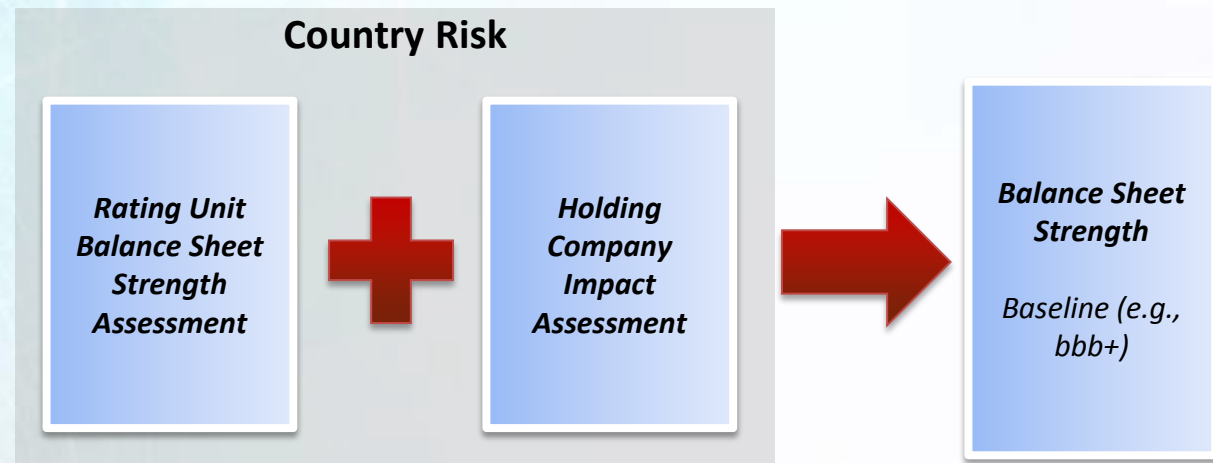 Country Risk
Rating Unit
Balance Sheet
Strength
Assessment
Holding
Company
Impact
Assessment
Balance Sheet
Strength
Baseline (e.g.,
bbb+)